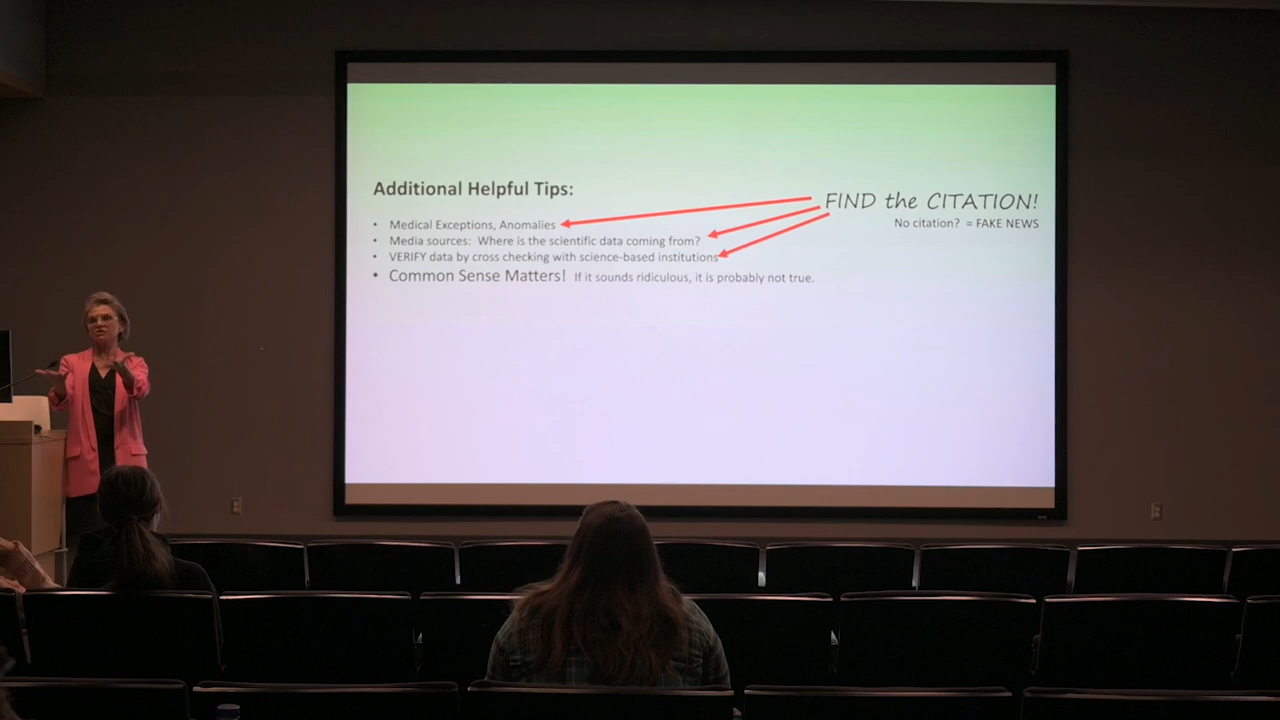 Additional Helpful Tips:
FIND the CITATION!
No citation? = FAKE NEWS
• Medical Exceptions, Anomalies
• Media sources: Where is the scientific data coming from?
• VERIFY data by cross checking with science-based institutions
• Common Sense Matters! If it sounds ridiculous, it is probably not true.